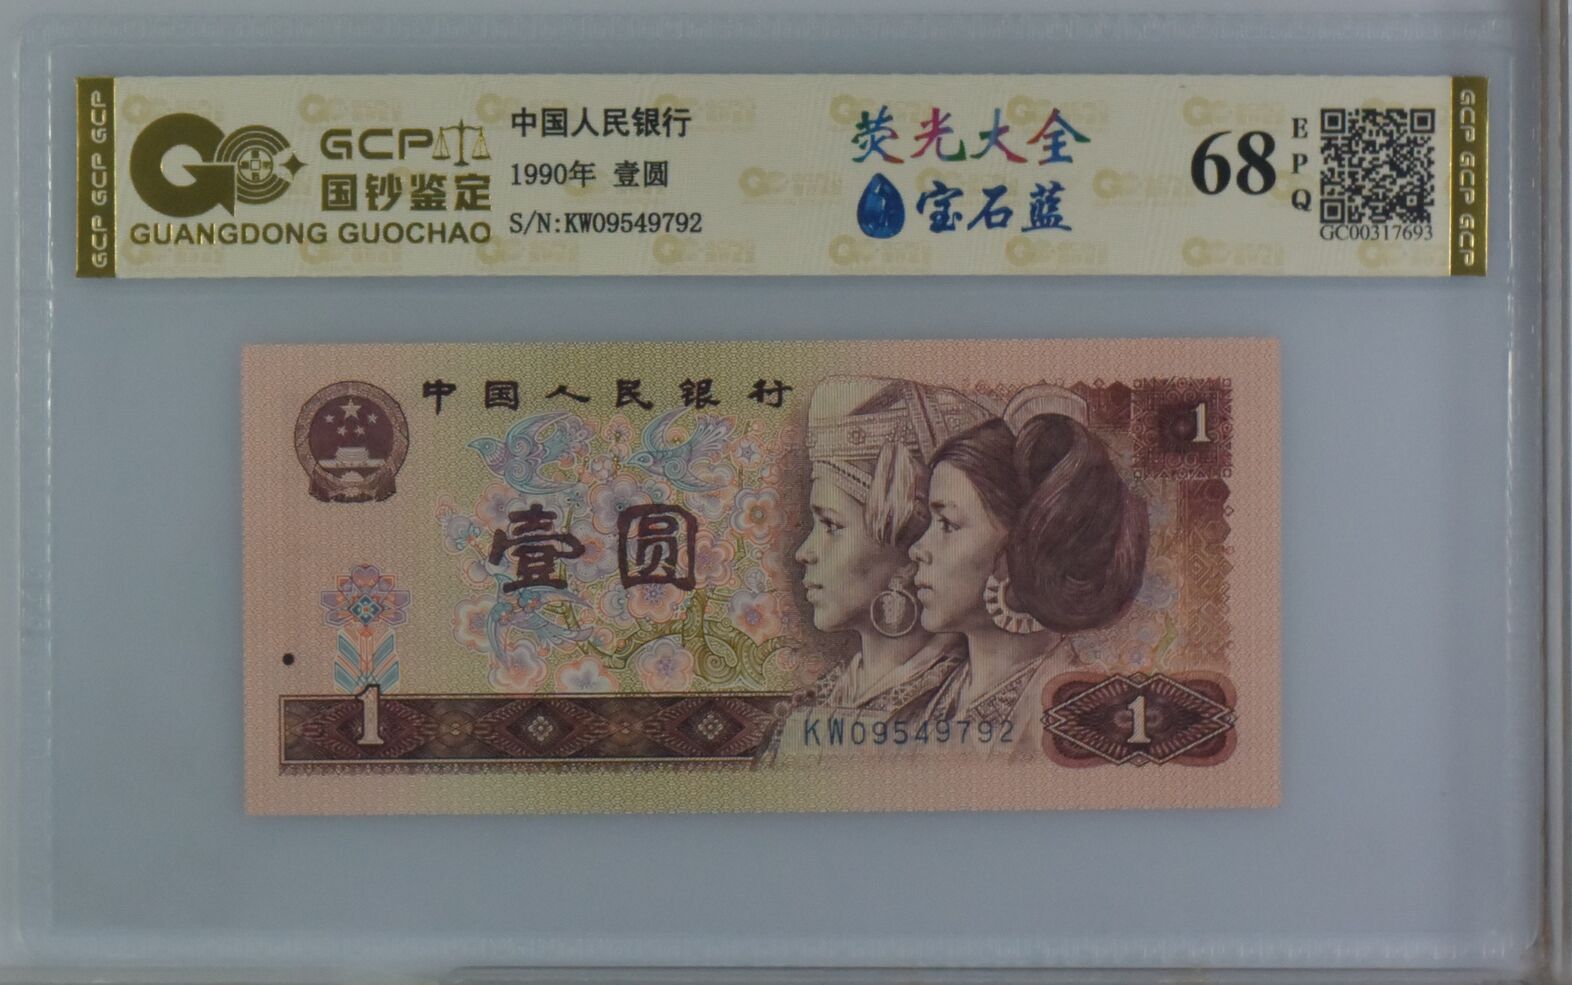 GCP GCP GCP
GCP
国钞鉴定
GUANGDONG GUOCHAO
中国人民银行
1990年 壹圆
S/N:KW09549792
荧光大全
宝石蓝
68
EPQ
GC00317693
GCP GCP GCP GCP
中国人民银行
1
壹圆
1
KW09549792
1